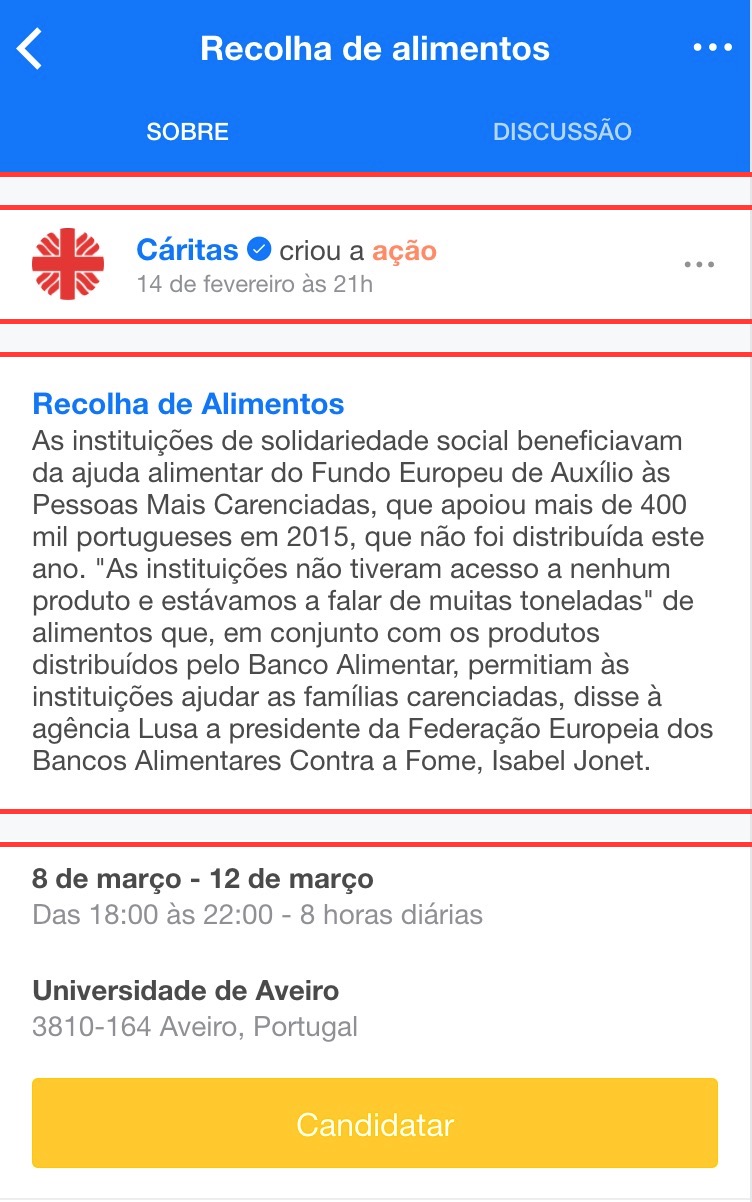 Recolha de alimentos
SOBRE
DISCUSSÃO
Cáritas criou a ação
14 de fevereiro às 21h
Recolha de Alimentos
As instituições de solidariedade social beneficiavam
da ajuda alimentar do Fundo Europeu de Auxílio às
Pessoas Mais Carenciadas, que apoiou mais de 400
mil portugueses em 2015, que não foi distribuída este
ano. "As instituições não tiveram acesso a nenhum
produto e estávamos a falar de muitas toneladas" de
alimentos que, em conjunto com os produtos
distribuídos pelo Banco Alimentar, permitiam às
instituições ajudar as famílias carenciadas, disse à
agência Lusa a presidente da Federação Europeia dos
Bancos Alimentares Contra a Fome, Isabel Jonet.
8 de março - 12 de março
Das 18:00 às 22:00 - 8 horas diárias
Universidade de Aveiro
3810-164 Aveiro, Portugal
Candidatar